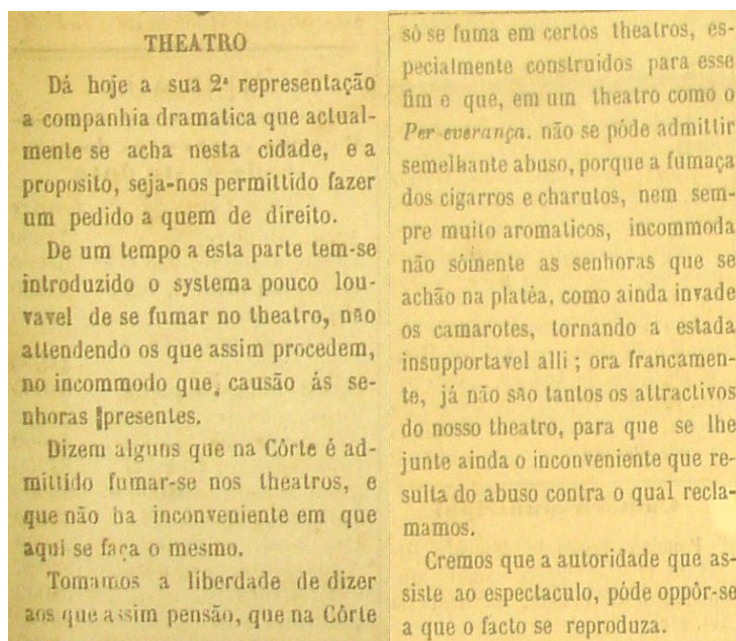 THEATRO
Dá hoje a sua 2ª representação
a companhia dramatica que actual-
mente se acha nesta cidade, e a
proposito, seja-nos permittido fazer
um pedido a quem de direito.
De um tempo a esta parte tem-se
introduzido o systema pouco lou-
vavel de se fumar no theatro, não
attendendo os que assim procedem,
no incommodo que, causão ás se-
nhoras presentes.
Dizem alguns que na Côrte é ad-
mittido fumar-se nos theatros, e
que não ha inconveniente em que
aqui se faça o mesmo.
Tomamos a liberdade de dizer
aos que assim pensão, que na Côrte
só se fuma em certos theatros, es-
pecialmente construidos para esse
fim e que, em um theatro como o
Per everança. não se póde admittir
semelhante abuso, porque a fumaça
dos cigarros e charutos, nem sem-
pre muito aromaticos, incommoda
não sómente as senhoras que se
achão na platéa, como ainda invade
os camarotes, tornando a estada
insupportavel alli ; ora francamen-
te, já não são tantos os attractivos
do nosso theatro, para que se lhe
junte ainda o inconveniente que re-
sulta do abuso contra o qual recla-
mamos.
Cremos que a autoridade que as-
siste ao espectaculo, póde oppôr-se
a que o facto se reproduza.